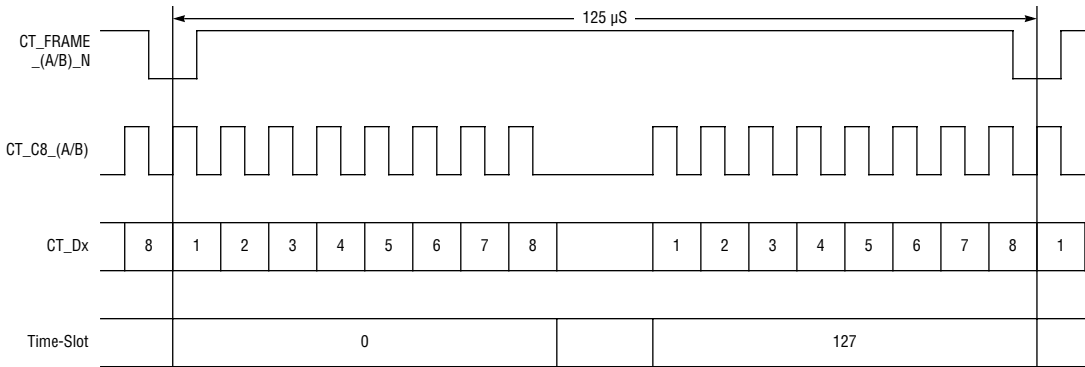 125 µS
CT_FRAME
_(A/B)_N
CT_C8_(A/B)
CT_Dx 8 1 2 3 4 5 6 7 8 1 2 3 4 5 6 7 8 1
Time-Slot 0 127